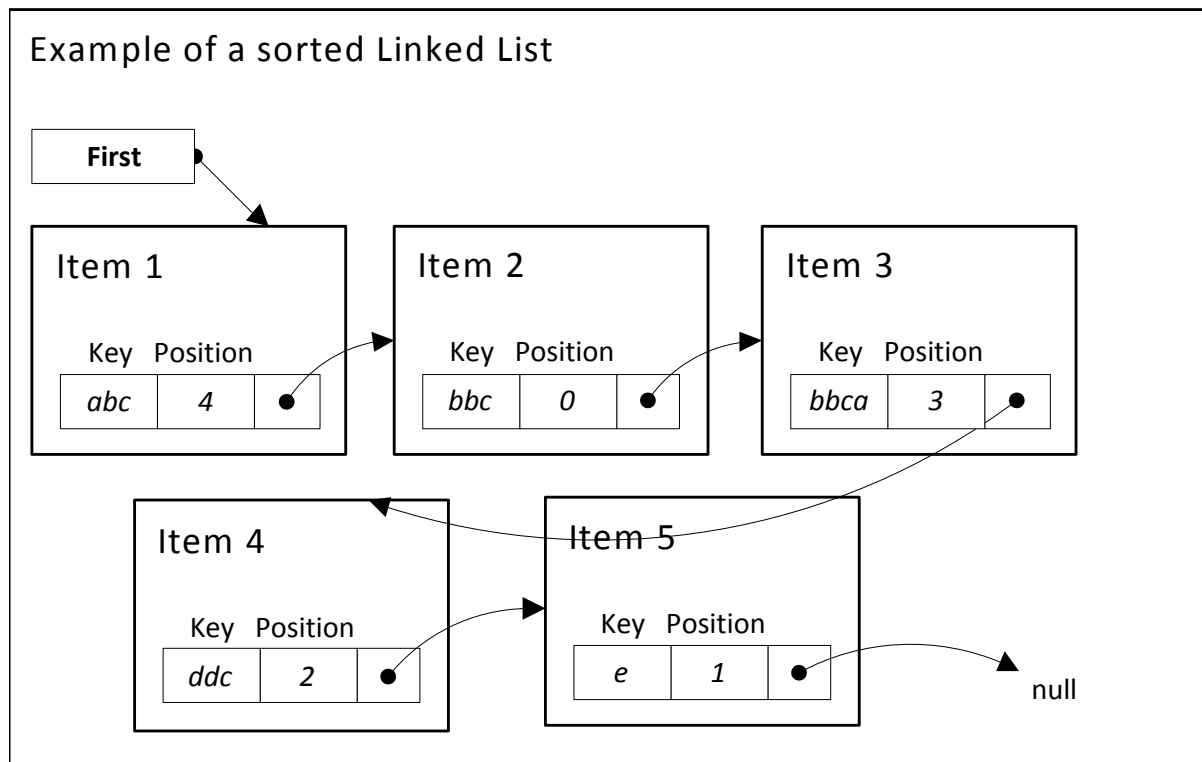 Example of a sorted Linked List
First
Item 1
Key Position
abc 4
Item 2
Key Position
bbc 0
Item 3
Key Position
bbca 3
Item 4
Key Position
ddc 2
Item 5
Key Position
e 1
null